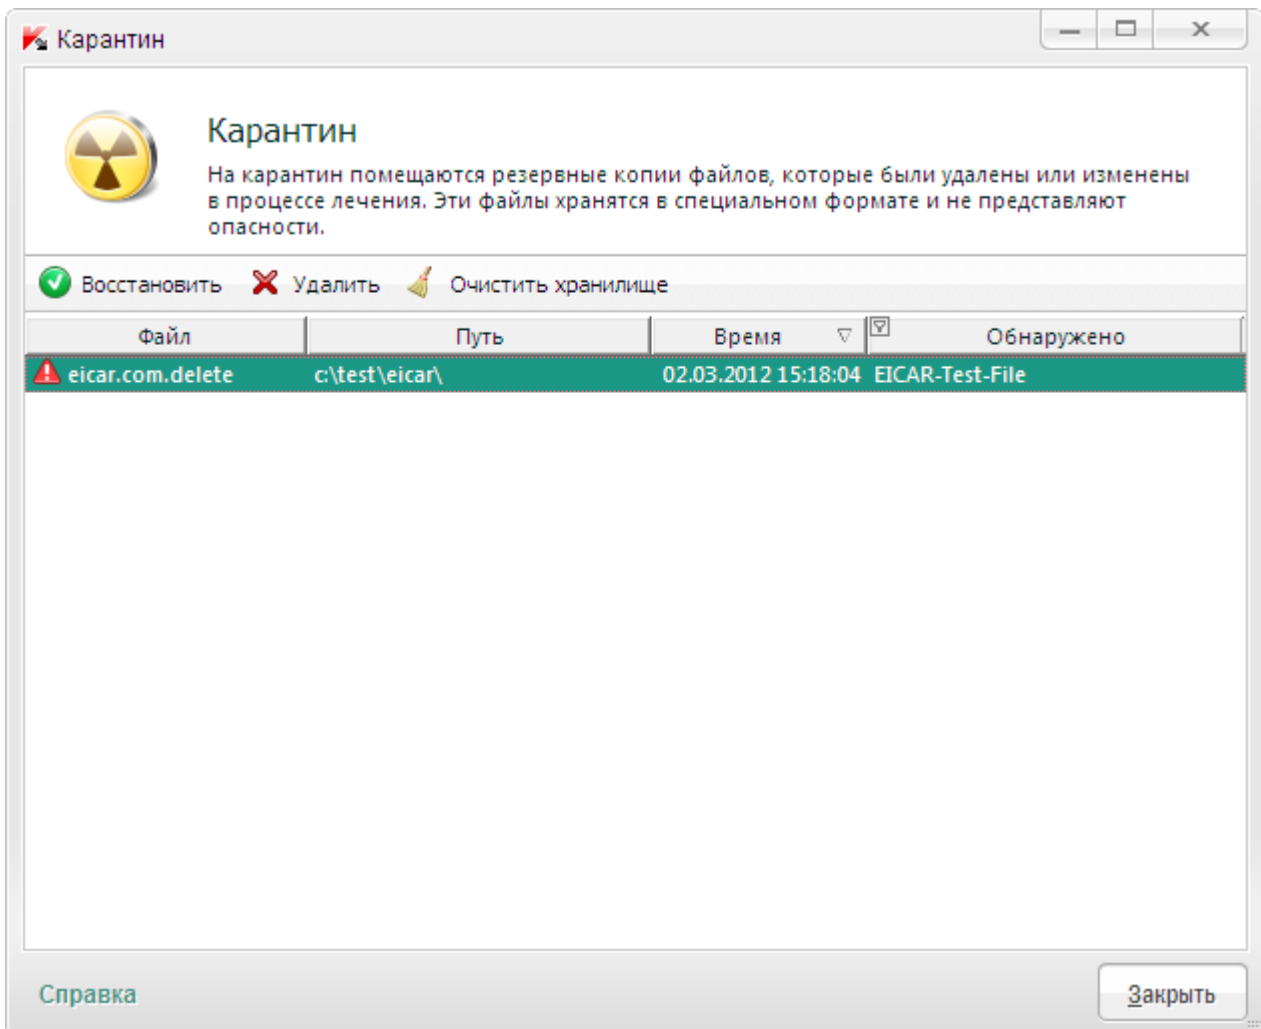 Карантин
Карантин
На карантин помещаются резервные копии файлов, которые были удалены или изменены
в процессе лечения. Эти файлы хранятся в специальном формате и не представляют
опасности.
Восстановить Удалить Очистить хранилище
Файл Путь Время Обнаружено
eicar.com.delete c:\test\eicar\ 02.03.2012 15:18:04 EICAR-Test-File
Справка Закрыть